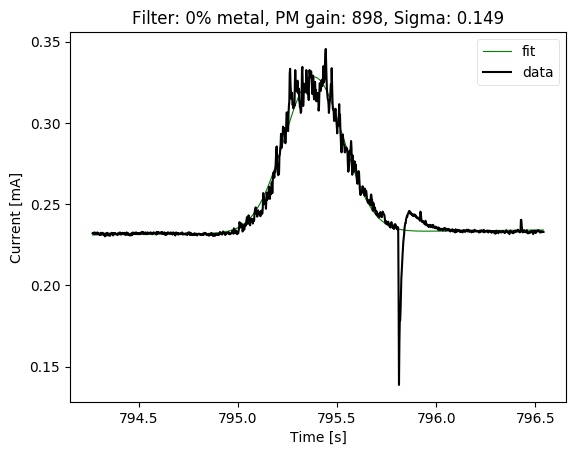 Filter: 0% metal, PM gain: 898, Sigma: 0.149
fit
data
Current [mA]
0.35
0.30
0.25
0.20
0.15
794.5 795.0 795.5 796.0 796.5
Time [s]